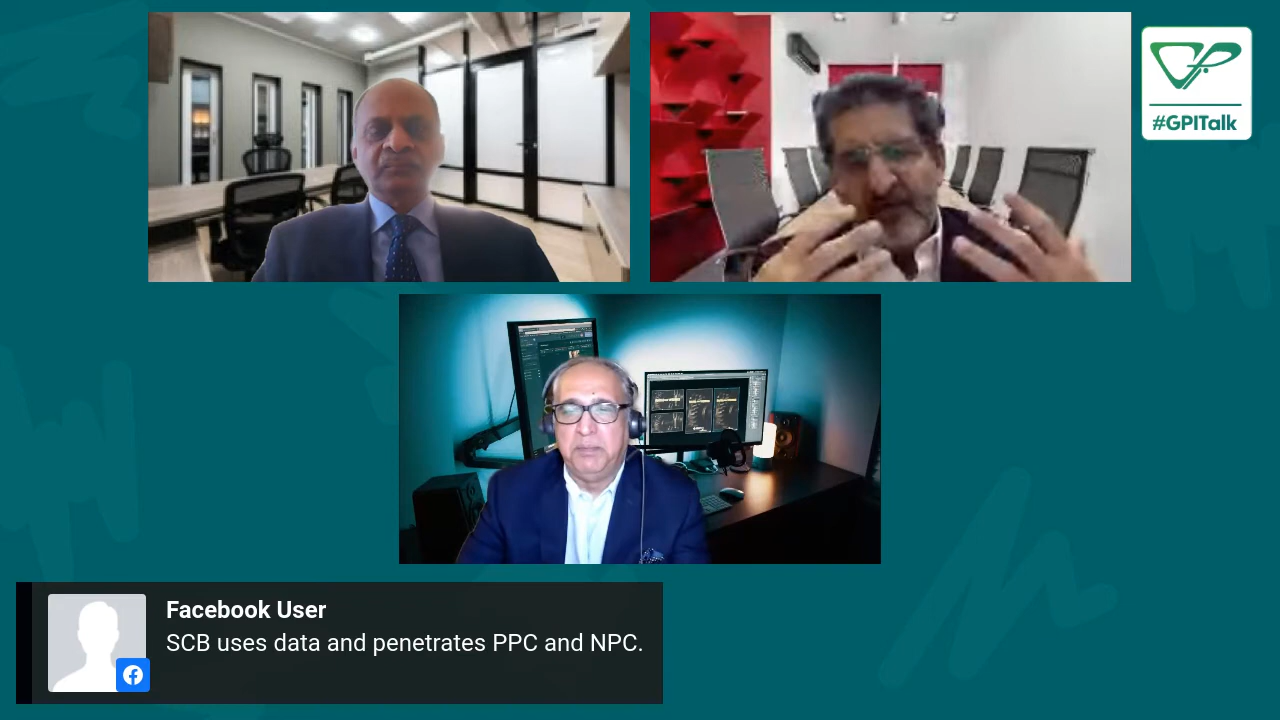 #GPITalk
Facebook User
SCB uses data and penetrates PPC and NPC.